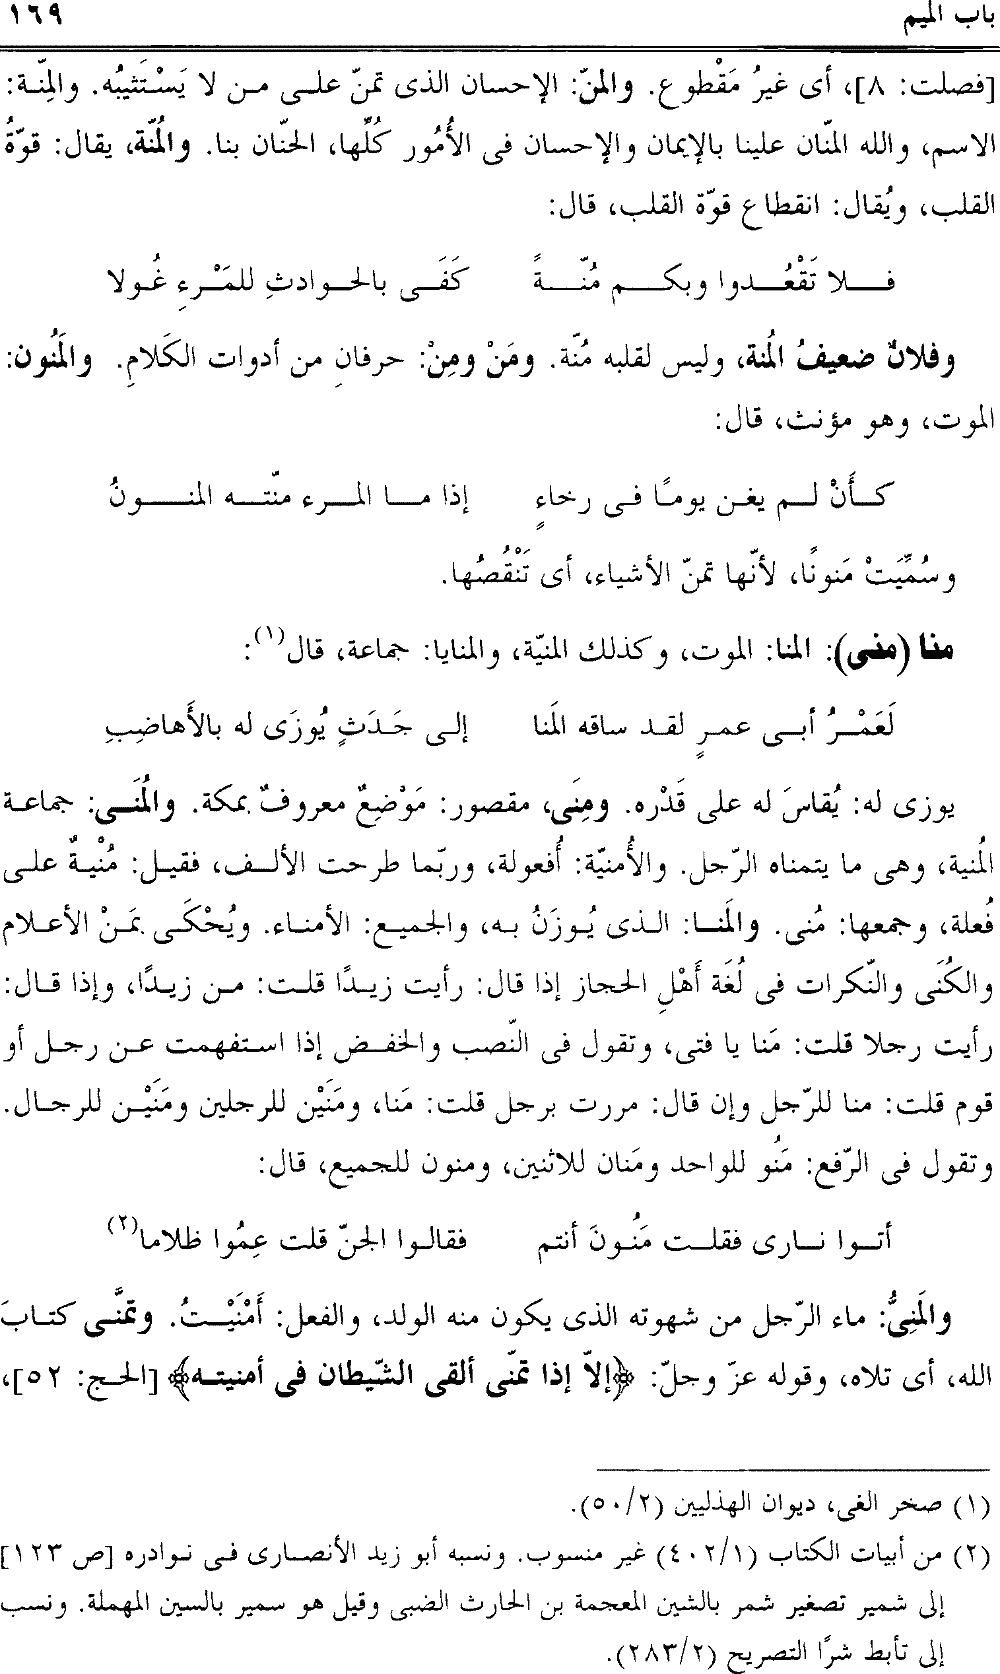 باب الميم
١٦٩
[فصلت: ٨]، أى غيرُ مَقْطوع. والمنّ: الإحسان الذى تمنّ على من لا يَسْتَثيبُه. والمِنّة:
الاسم، والله المنّان علينا بالإيمان والإحسان فى الأُمُور كُلِّها، الحنّان بنا. والمُنّة، يقال: قوّةُ
القلب، ويُقال: انقطاع قوّة القلب، قال:
فلا تَقْعُدوا وبكم مُنّةً كَفَى بالحوادثِ للمَرْءِ غُولا
وفلانٌ ضعيفُ المُنة، وليس لقلبه مُنّة. ومَنْ ومِنْ: حرفانِ من أدوات الكَلامِ. والمَنُون:
الموت، وهو مؤنث، قال:
كأَنْ لم يغن يومًا فى رخاءٍ إذا ما المرء منّته المنونُ
وسُمِّيَتْ مَنونًا، لأنّها تمنّ الأشياء، أى تَنْقُصُها.
منا (منى): المنا: الموت، وكذلك المنيّة، والمنايا: جماعة، قال(١):
لَعَمْرُ أبى عمرٍ لقد ساقه المَنا إلى جَدَثٍ يُوزَى له بالأَهاضِبِ
يوزى له: يُقاسَ له على قَدْره. ومِنَى، مقصور: مَوْضِعٌ معروفٌ بمكة. والمُنَى: جماعة
المُنية، وهى ما يتمناه الرّجل. والأُمنيّة: أُفعولة، وربّما طرحت الألف، فقيل: مُنْيةٌ على
فُعلة، وجمعها: مُنى. والمَنا: الذى يُوزَنُ به، والجميع: الأمناء. ويُحْكَى بمَنْ الأعلام
والكُنَى والنّكرات فى لُغَة أَهْلِ الحجاز إذا قال: رأيت زيدًا قلت: من زيدًا، وإذا قال:
رأيت رجلا قلت: مَنا يا فتى، وتقول فى النّصب والخفض إذا استفهمت عن رجل أو
قوم قلت: منا للرّجل وإن قال: مررت برجل قلت: مَنا، ومَنَيْن للرجلين ومَنَيْن للرجال.
وتقول فى الرّفع: مَنُو للواحد ومَنان للاثنين، ومنون للجميع، قال:
أتوا نارى فقلت مَنُونَ أنتم فقالوا الجنّ قلت عِمُوا ظلاما(٢)
والمَنِىُّ: ماء الرّجل من شهوته الذى يكون منه الولد، والفعل: أَمْنَيْتُ. وتمنَّى كتابَ
الله، أى تلاه، وقوله عزّ وجلّ: ﴿إلاّ إذا تمنّى ألقى الشّيطان فى أمنيته﴾ [الحج: ٥٢]،
(١) صخر الغى، ديوان الهذليين (٥٠/٢).
(٢) من أبيات الكتاب (٤٠٢/١) غير منسوب. ونسبه أبو زيد الأنصارى فى نوادره [ص ١٢٣]
إلى شمير تصغير شمر بالشين المعجمة بن الحارث الضبى وقيل هو سمير بالسين المهملة. ونسب
إلى تأبط شرًا التصريح (٢٨٣/٢).